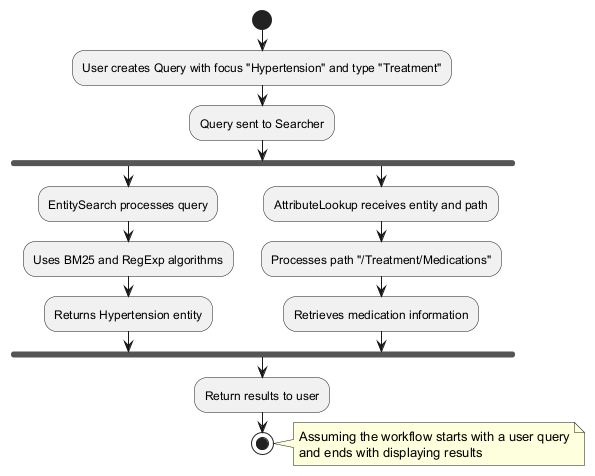 User creates Query with focus "Hypertension" and type "Treatment"
Query sent to Searcher
EntitySearch processes query
Uses BM25 and RegExp algorithms
Returns Hypertension entity
AttributeLookup receives entity and path
Processes path "/Treatment/Medications"
Retrieves medication information
Return results to user
Assuming the workflow starts with a user query
and ends with displaying results